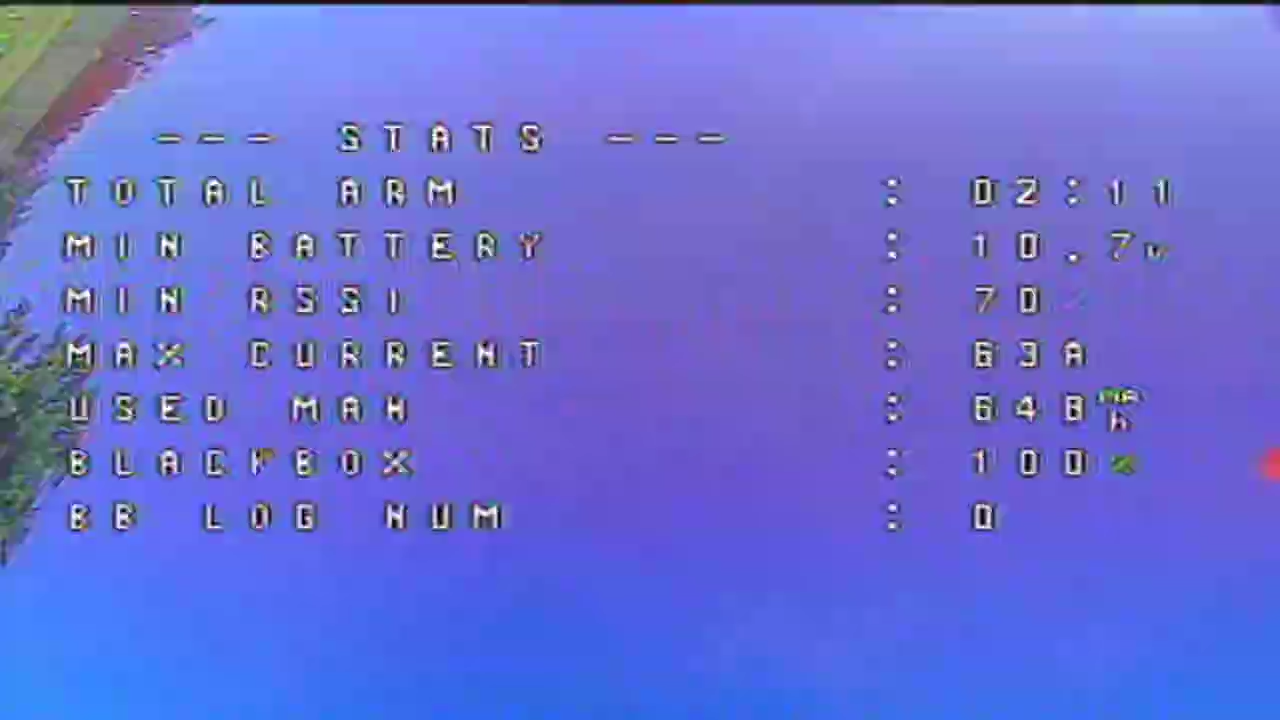 --- STATS ---
TOTAL ARM : 02:11
MIN BATTERY : 10.7V
MIN RSSI : 70
MAX CURRENT : 63A
USED MAH : 648mAh
BLACKBOX : 100%
BB LOG NUM : 0